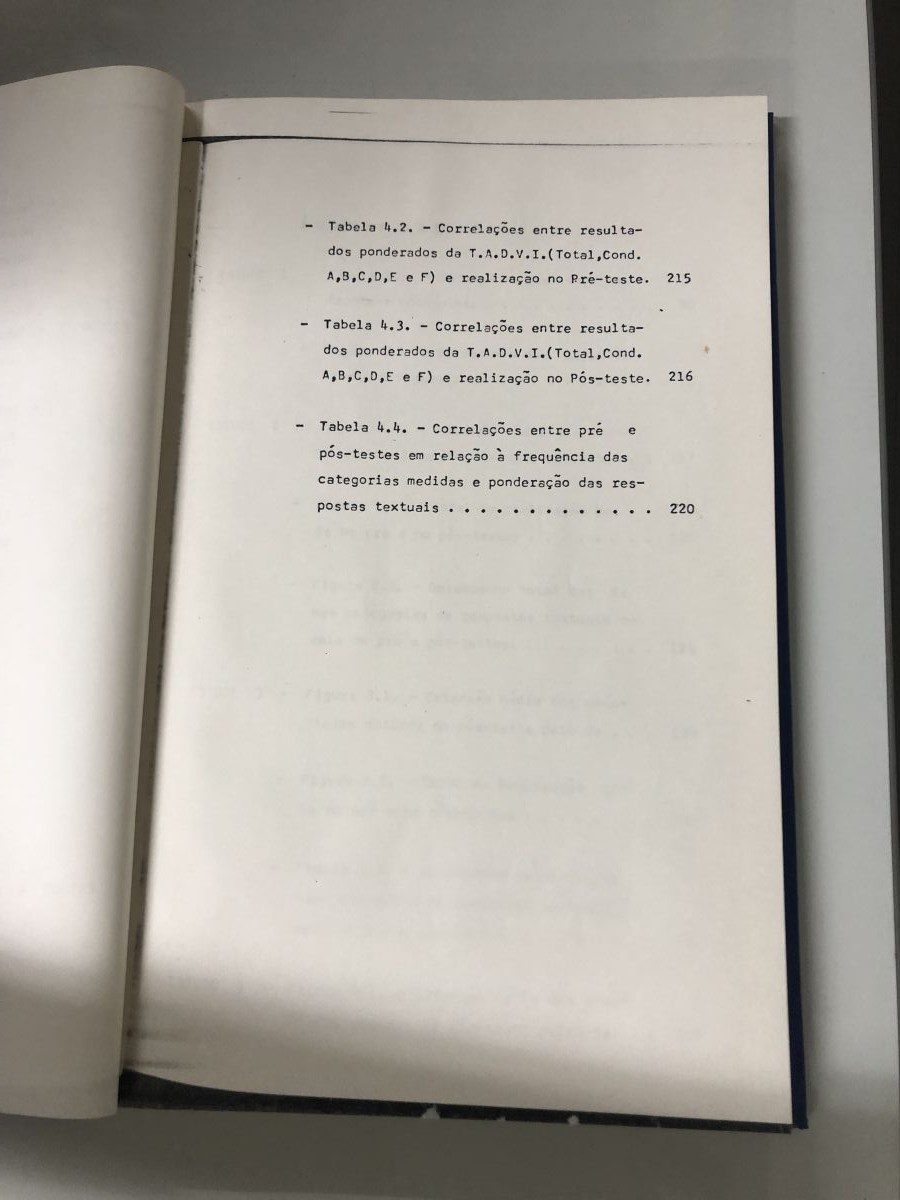 - Tabela 4.2. - Correlações entre resulta-
dos ponderados da T.A.D.V.I.(Total,Cond.
A,B,C,D,E e F) e realização no Pré-teste. 215
- Tabela 4.3. - Correlações entre resulta-
dos ponderados da T.A.D.V.I.(Total,Cond.
A,B,C,D,E e F) e realização no Pós-teste. 216
- Tabela 4.4. - Correlações entre pré e
pós-testes em relação à frequência das
categorias medidas e ponderação das res-
postas textuais . . . . . . . . . . . . . 220